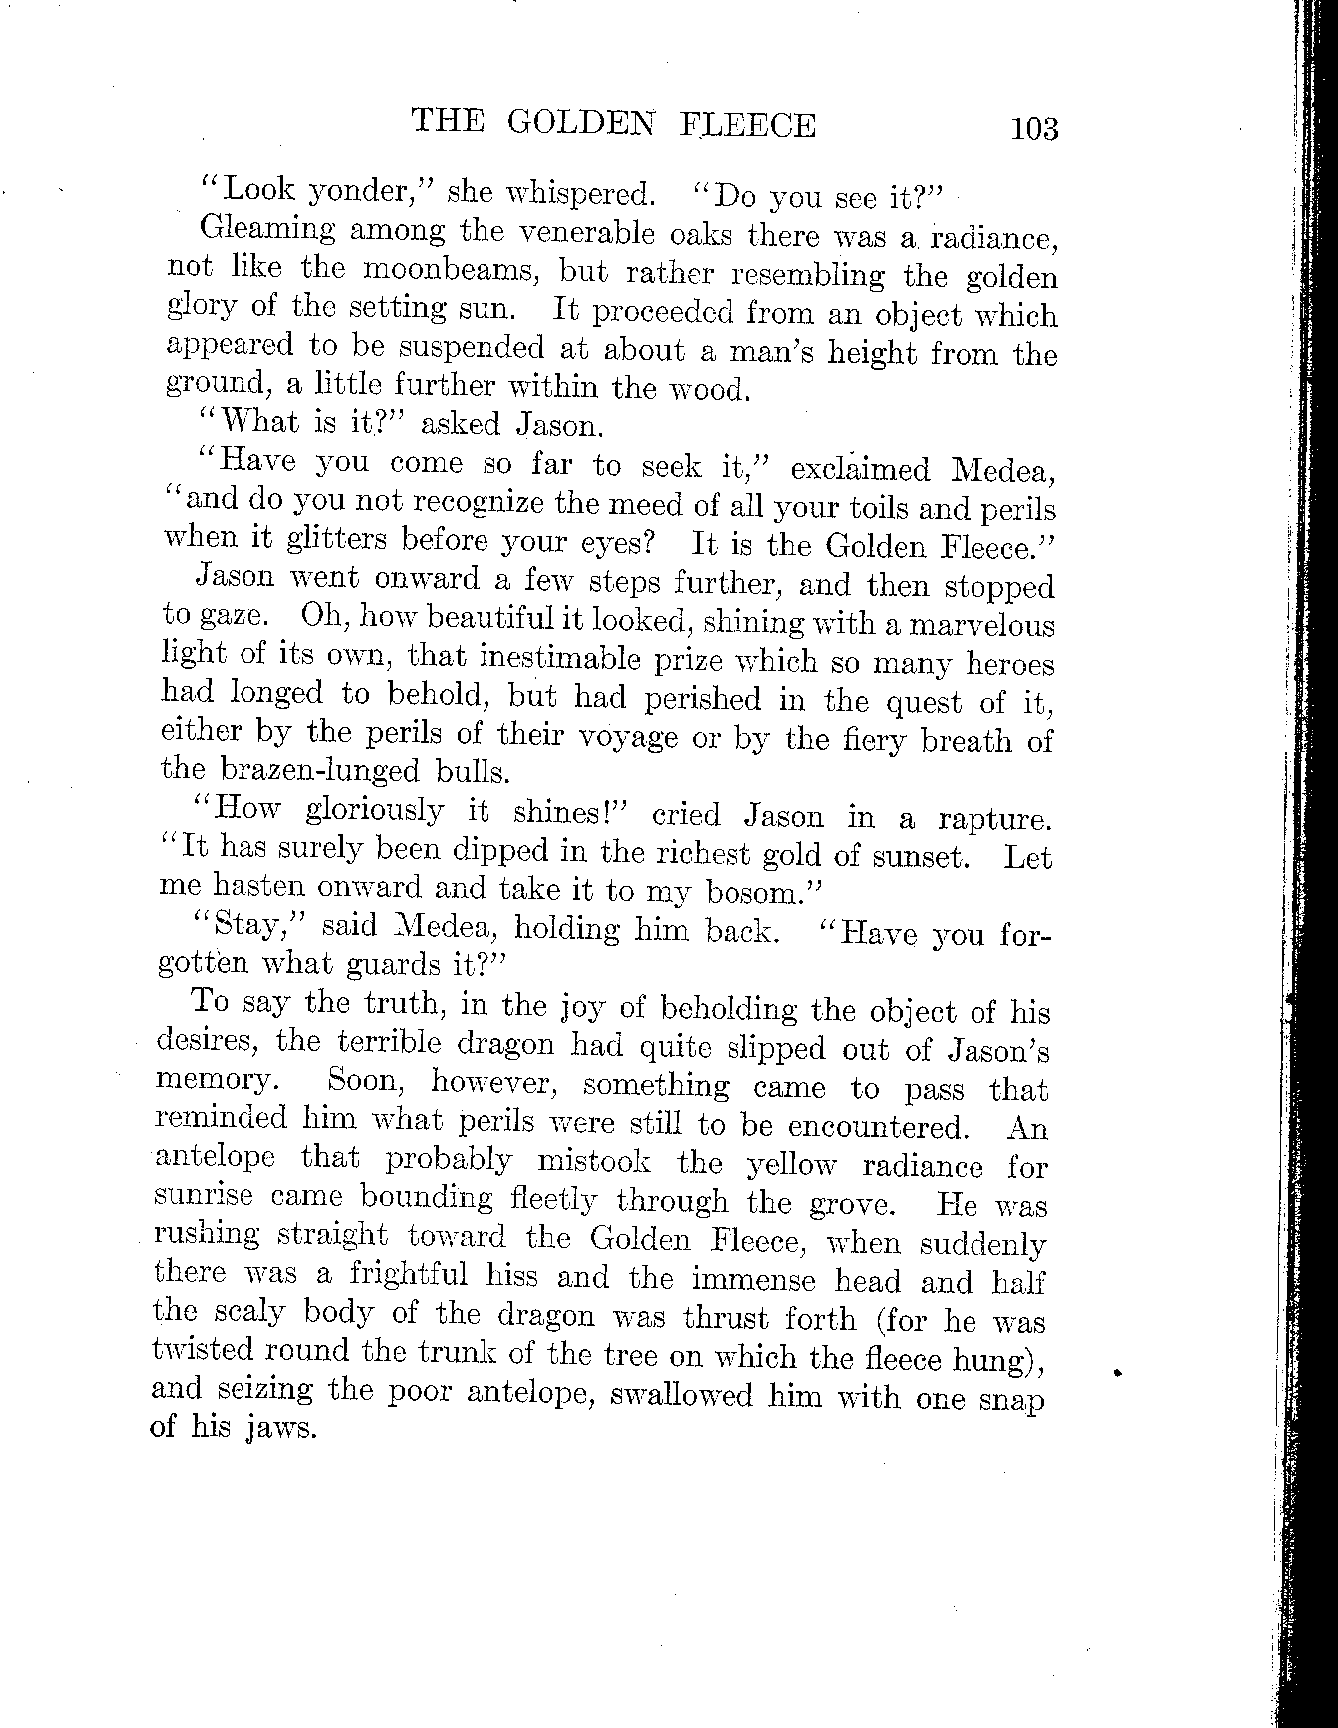 THE GOLDEN FLEECE 103
"Look yonder," she whispered. "Do you see it?"
Gleaming among the venerable oaks there was a radiance,
not like the moonbeams, but rather resembling the golden
glory of the setting sun. It proceeded from an object which
appeared to be suspended at about a man's height from the
ground, a little further within the wood.
"What is it?" asked Jason.
"Have you come so far to seek it," exclaimed Medea,
"and do you not recognize the meed of all your toils and perils
when it glitters before your eyes? It is the Golden Fleece."
Jason went onward a few steps further, and then stopped
to gaze. Oh, how beautiful it looked, shining with a marvelous
light of its own, that inestimable prize which so many heroes
had longed to behold, but had perished in the quest of it,
either by the perils of their voyage or by the fiery breath of
the brazen-lunged bulls.
"How gloriously it shines!" cried Jason in a rapture.
"It has surely been dipped in the richest gold of sunset. Let
me hasten onward and take it to my bosom."
"Stay," said Medea, holding him back. "Have you for-
gotten what guards it?"
To say the truth, in the joy of beholding the object of his
desires, the terrible dragon had quite slipped out of Jason's
memory. Soon, however, something came to pass that
reminded him what perils were still to be encountered. An
antelope that probably mistook the yellow radiance for
sunrise came bounding fleetly through the grove. He was
rushing straight toward the Golden Fleece, when suddenly
there was a frightful hiss and the immense head and half
the scaly body of the dragon was thrust forth (for he was
twisted round the trunk of the tree on which the fleece hung),
and seizing the poor antelope, swallowed him with one snap
of his jaws.